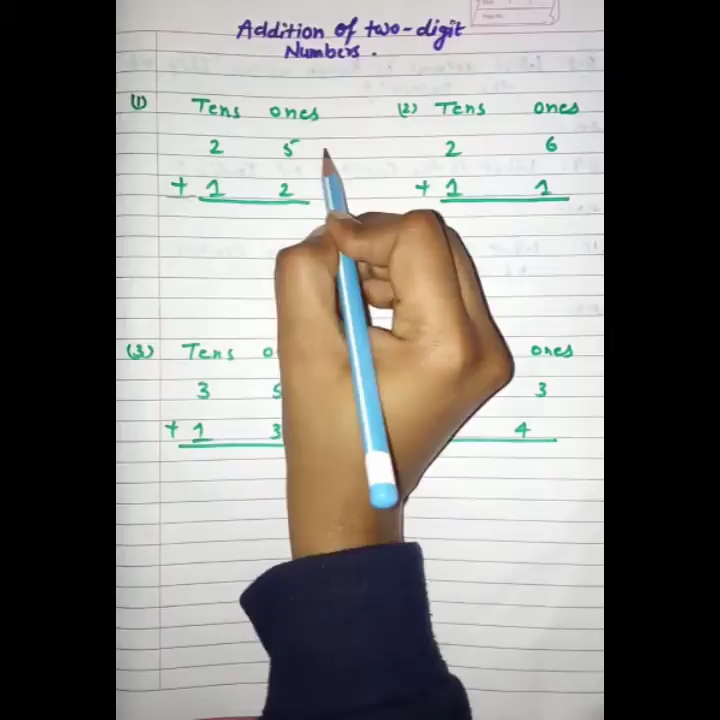 Addition of two-digit
Numbers.
(1) Tens ones
2 5
+ 1 2
(2) Tens ones
2 6
+ 1 1
(3) Tens
3 5
+ 1 3
ones
3
4